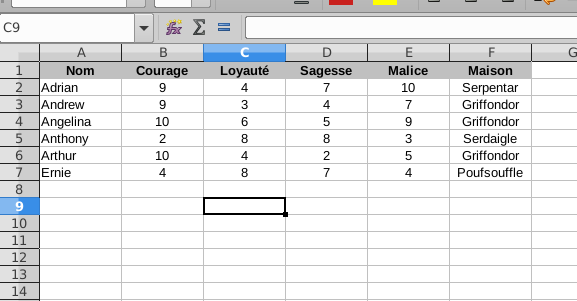 C9
A B C D E F G
1 Nom Courage Loyauté Sagesse Malice Maison
2 Adrian 9 4 7 10 Serpentar
3 Andrew 9 3 4 7 Griffondor
4 Angelina 10 6 5 9 Griffondor
5 Anthony 2 8 8 3 Serdaigle
6 Arthur 10 4 2 5 Griffondor
7 Ernie 4 8 7 4 Poufsouffle
8
9
10
11
12
13
14